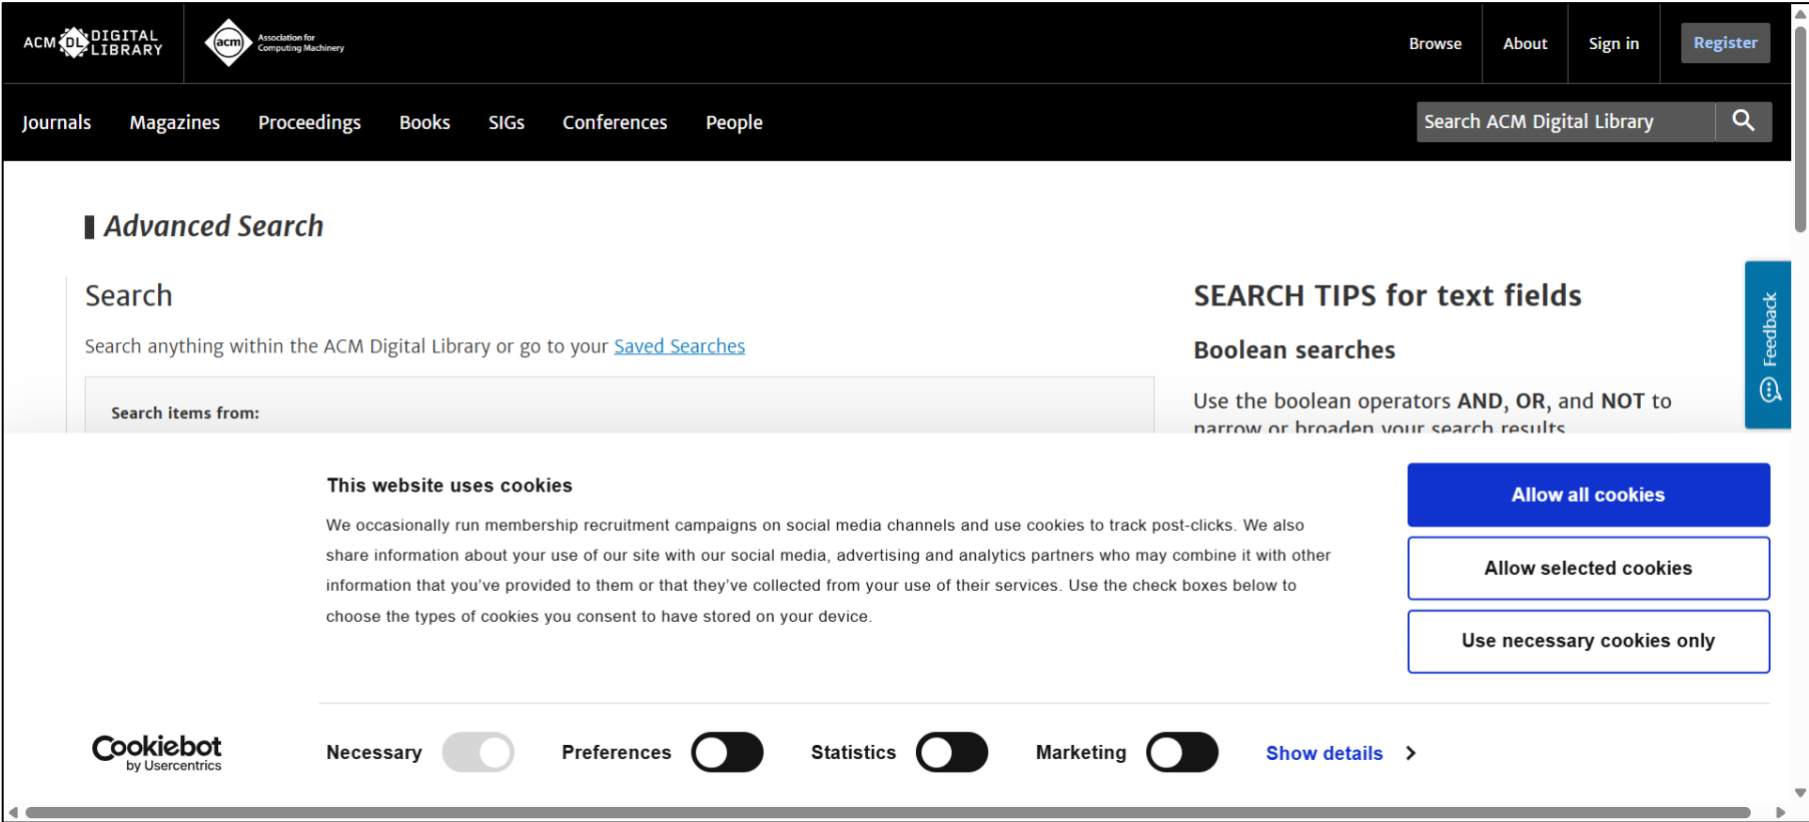 ACM DL DIGITAL LIBRARY
acm Association for Computing Machinery
Browse
About
Sign in
Register
Journals
Magazines
Proceedings
Books
SIGs
Conferences
People
Search ACM Digital Library
Advanced Search
Search
Search anything within the ACM Digital Library or go to your Saved Searches
Search items from:
SEARCH TIPS for text fields
Boolean searches
Use the boolean operators AND, OR, and NOT to
narrow or broaden your search results
Feedback
This website uses cookies
We occasionally run membership recruitment campaigns on social media channels and use cookies to track post-clicks. We also
share information about your use of our site with our social media, advertising and analytics partners who may combine it with other
information that you've provided to them or that they've collected from your use of their services. Use the check boxes below to
choose the types of cookies you consent to have stored on your device.
Allow all cookies
Allow selected cookies
Use necessary cookies only
Cookiebot
by Usercentrics
Necessary
Preferences
Statistics
Marketing
Show details